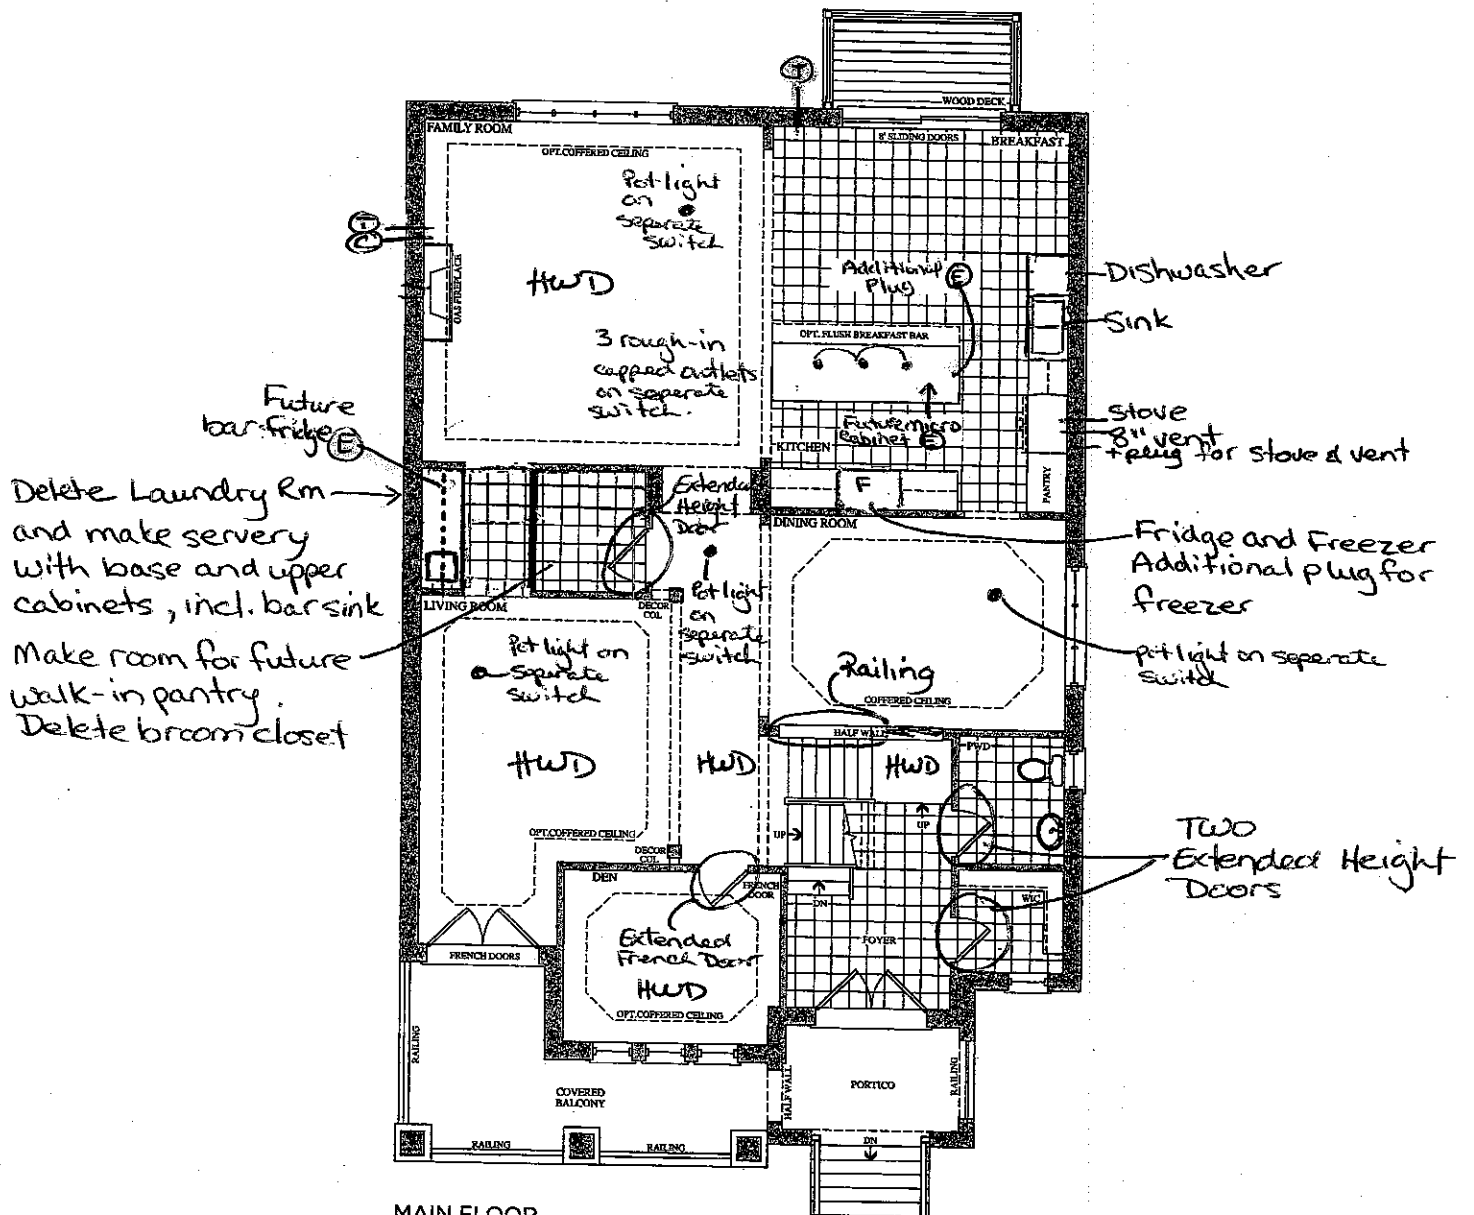 T
WOOD DECK
FAMILY ROOM
8' SLIDING DOORS
BREAKFAST
OPT. COFFERED CEILING
Pot light
on
seperate
switch
T
C
GAS FIREPLACE
HWD
Additional
Plug
E
Dishwasher
Sink
OPT. FLUSH BREAKFAST BAR
3 rough-in
capped outlets
on seperate
switch.
Future micro
cabinet E
KITCHEN
Stove
8" vent
+ plug for stove & vent
PANTRY
Future
bar-fridge
E
Delete Laundry Rm
and make servery
with base and upper
cabinets, incl. bar sink
Make room for future
walk-in pantry.
Delete broom closet
Extended
Height
Door
F
DINING ROOM
Fridge and Freezer
Additional plug for
freezer
LIVING ROOM
DECOR
COL
Pot light
on
seperate
switch
Pot light on
seperate
switch
pot light on seperate
switch
Railing
COFFERED CEILING
HALF WALL
PWD
HWD
HWD
HWD
UP
UP
OPT. COFFERED CEILING
DECOR
COL.
TWO
Extended Height
Doors
DEN
FRENCH
DOOR
DN
WIC
Extended
French Door
HWD
FOYER
FRENCH DOORS
OPT. COFFERED CEILING
RAILING
COVERED
BALCONY
HALF WALL
PORTICO
RAILING
RAILING
RAILING
DN
MAIN FLOOR